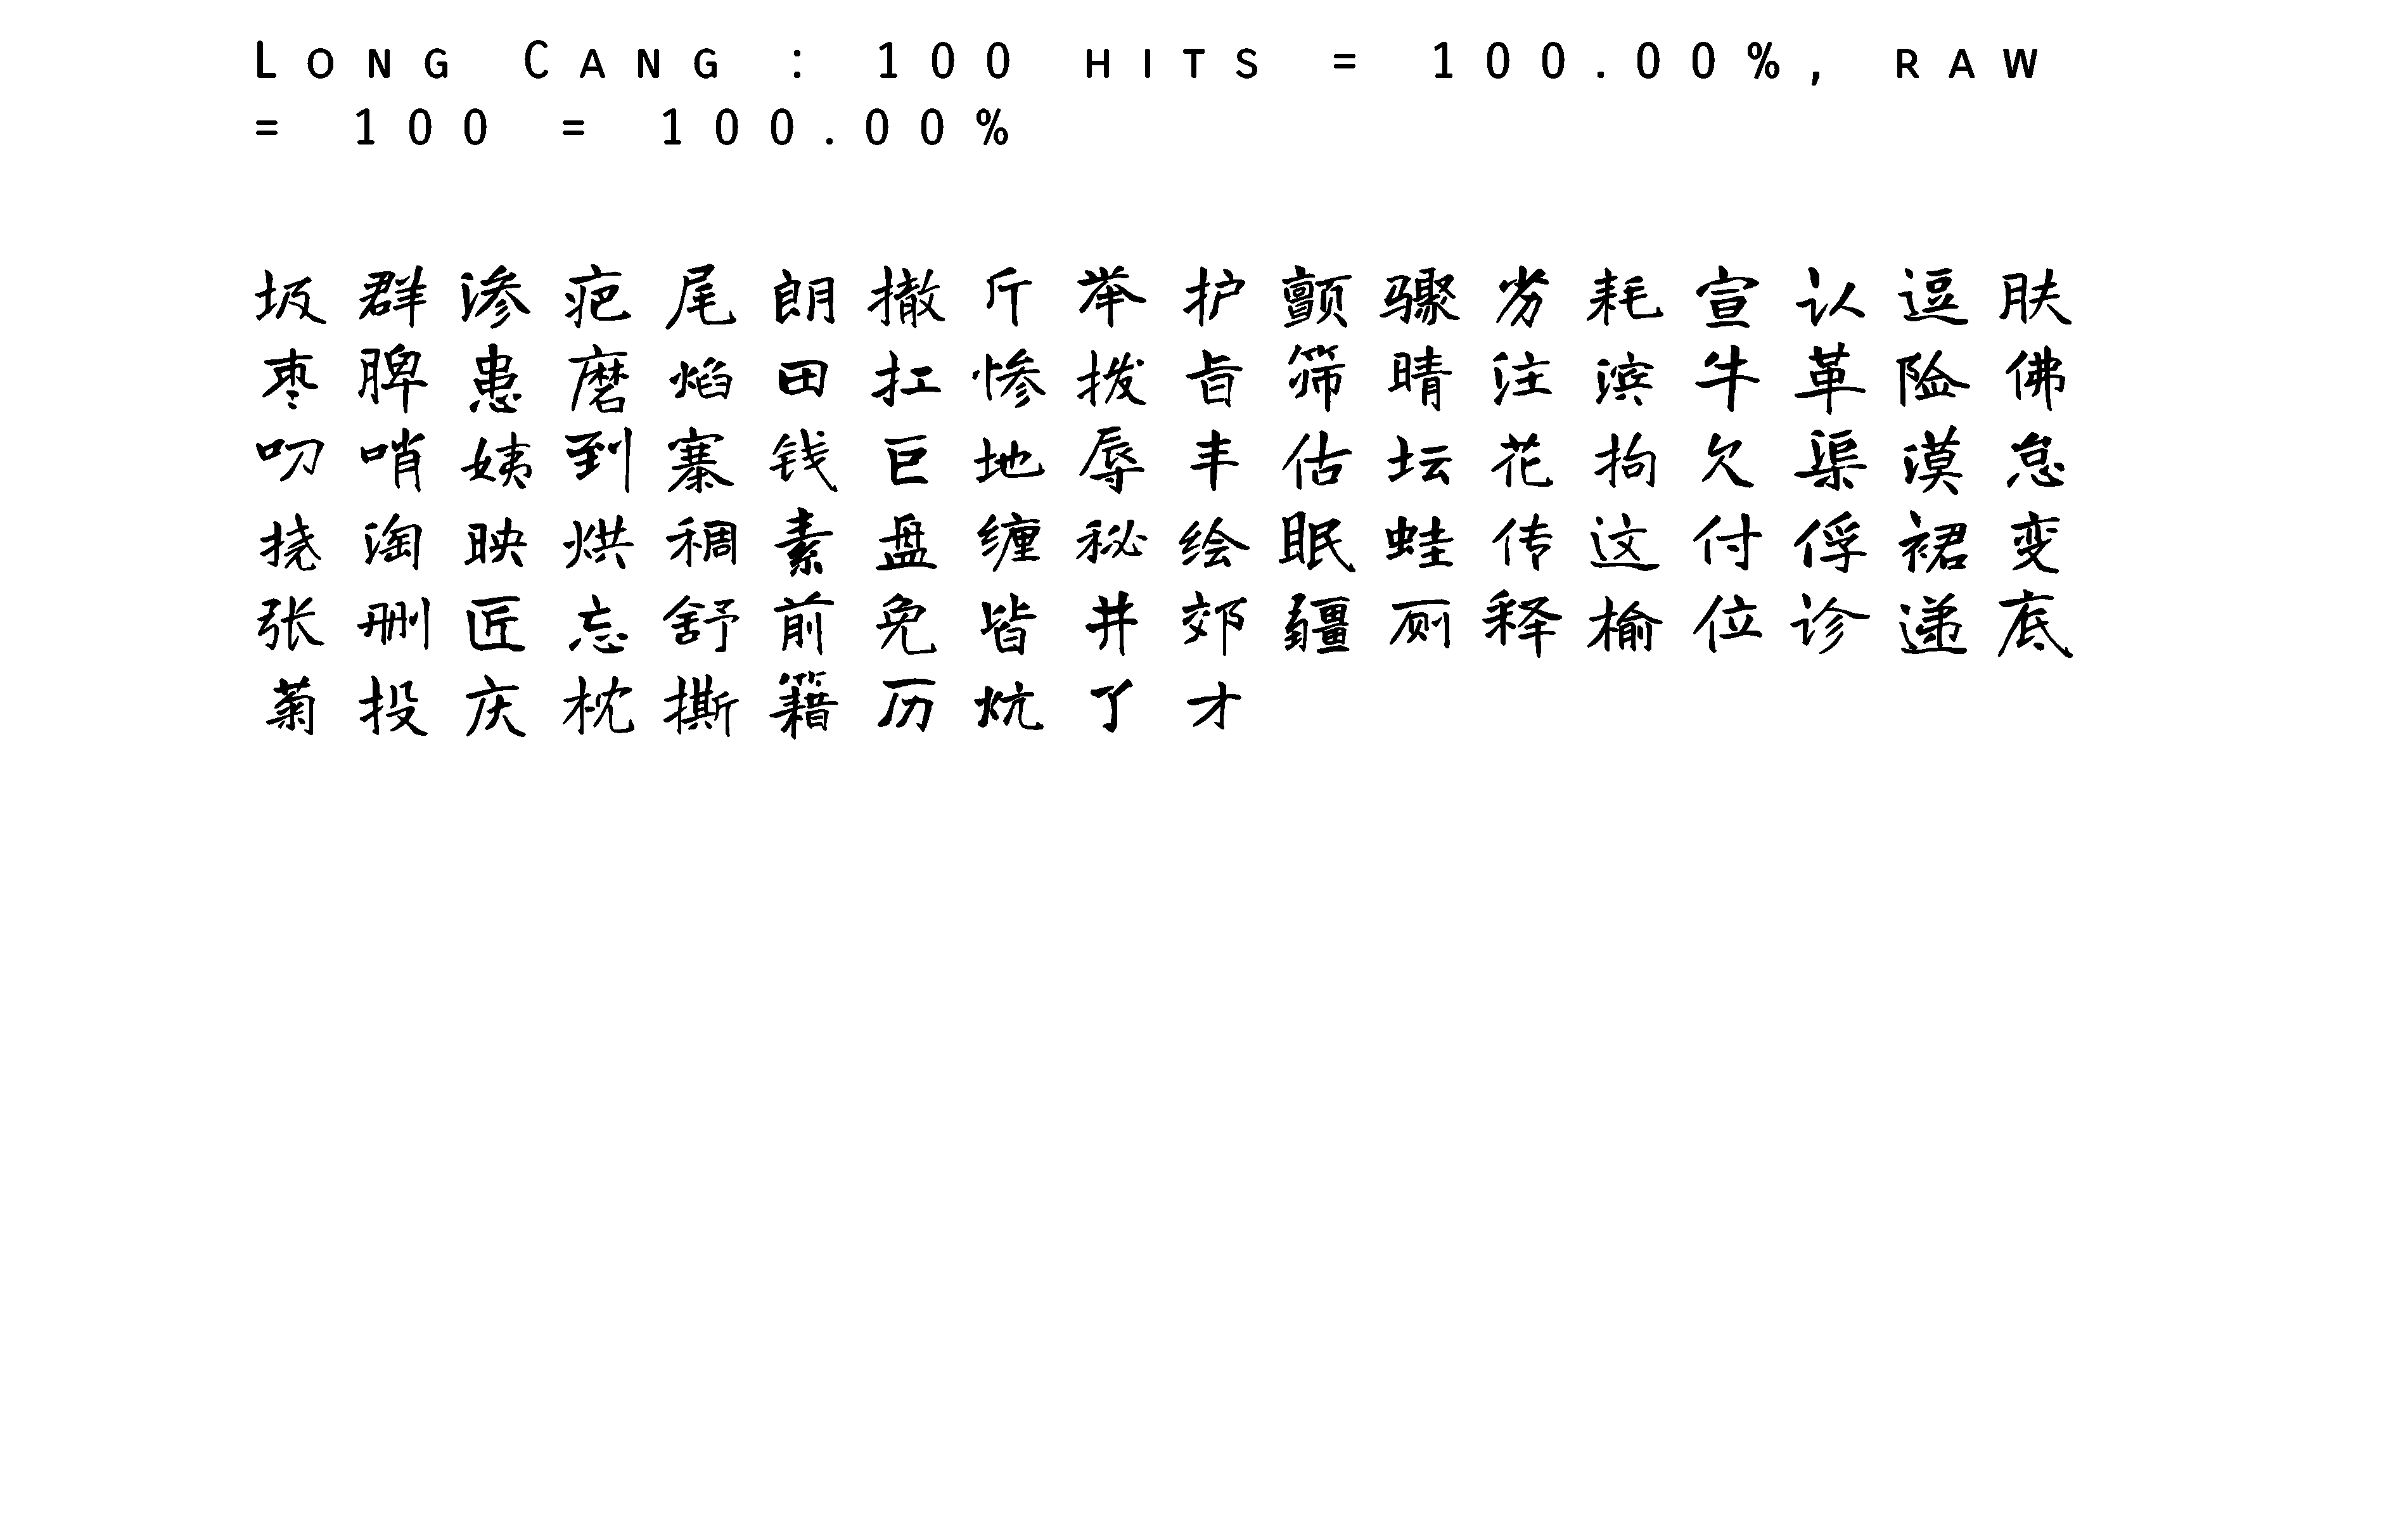 Long Cang : 100 hits = 100.00%, raw
= 100 = 100.00%
圾群渗疤尾朗撤斤举护颤骤劣耗宣认逗肤
枣脾患磨焰田扛惨拨旨筛晴注滨牛革险佛
叨哨姨到寨钱巨地辱丰估坛花拘欠渠漠怠
挠淘映烘稠素盘缠秘绘眠蛙传这付俘裙变
张删匠忘舒前免皆井郊疆厕释榆位诊递底
菊投庆枕撕籍历炕了才